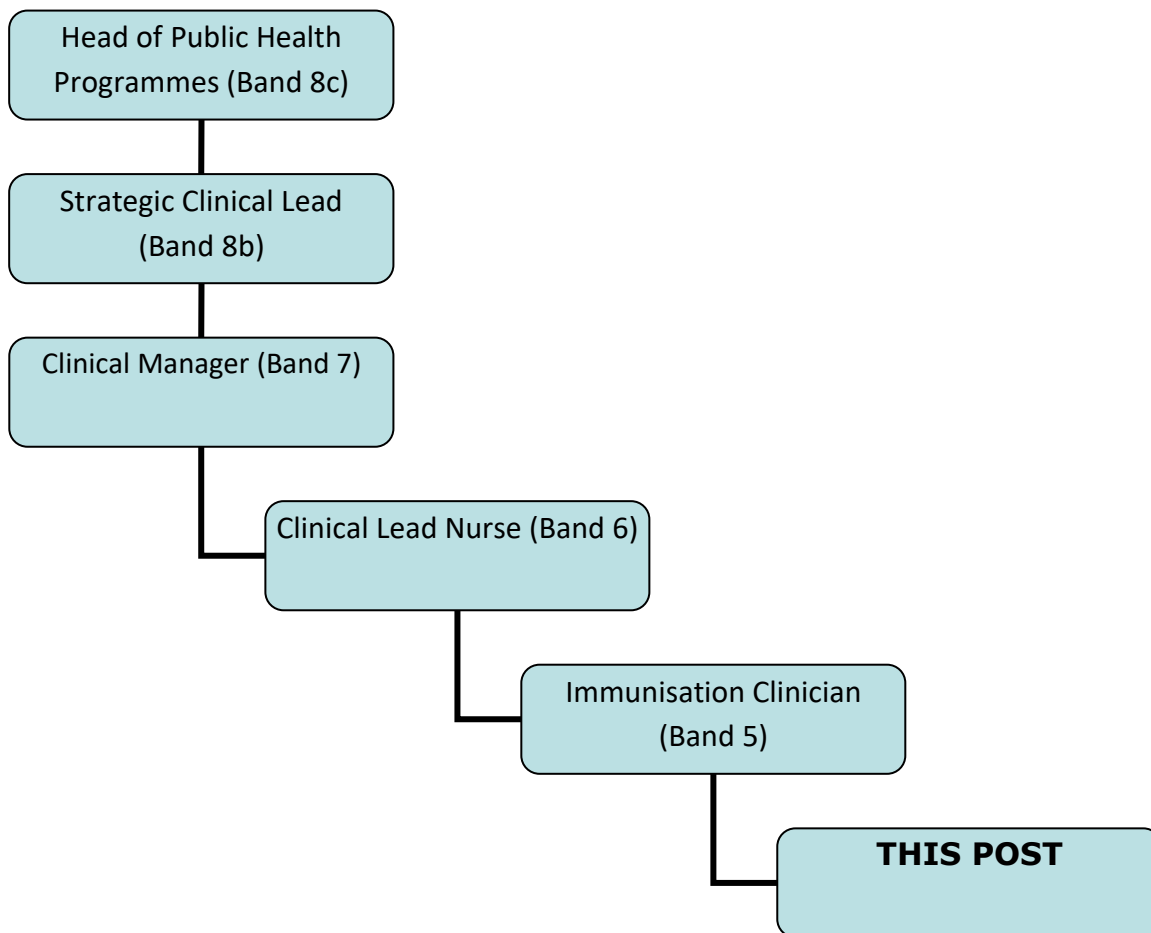 Head of Public Health
Programmes (Band 8c)
Strategic Clinical Lead
(Band 8b)
Clinical Manager (Band 7)
Clinical Lead Nurse (Band 6)
Immunisation Clinician
(Band 5)
THIS POST